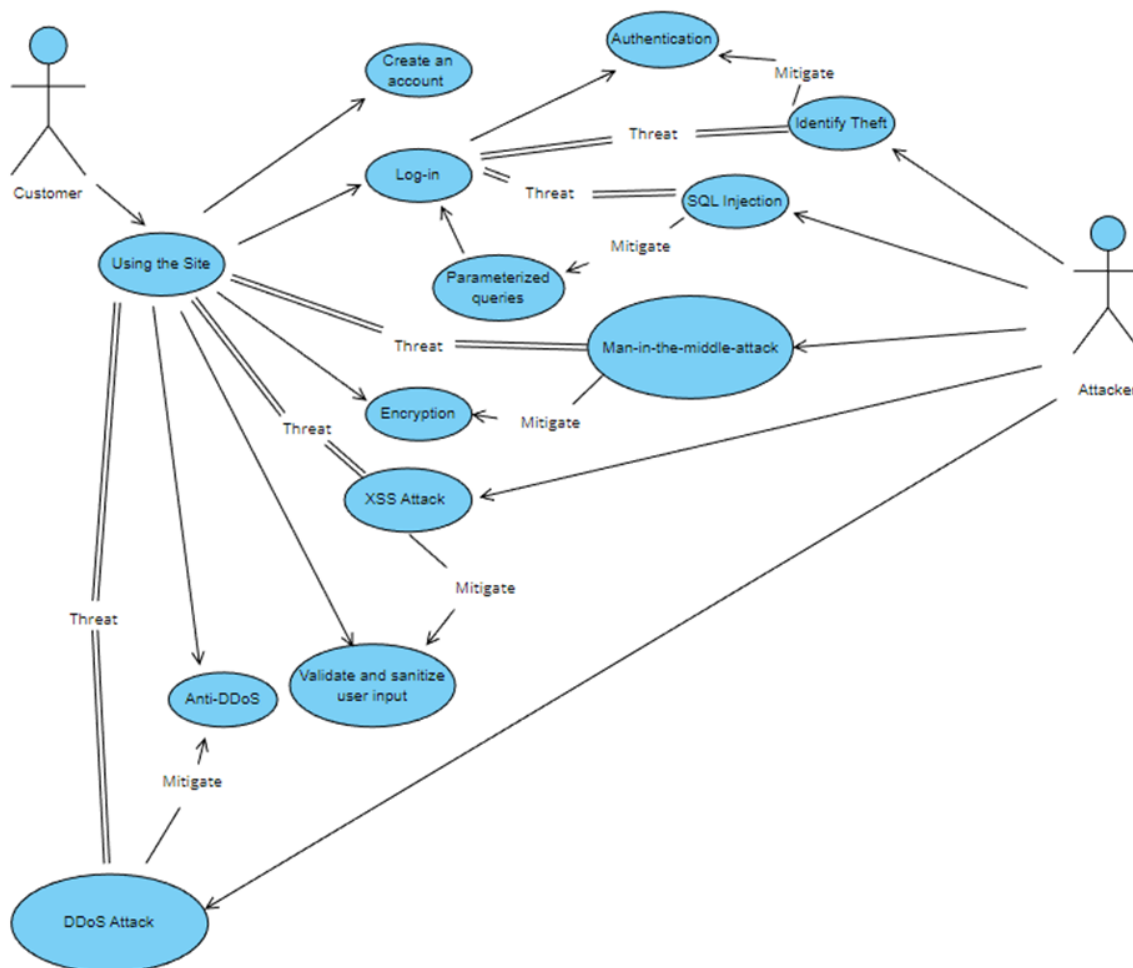 Authentication
Create an
account
Mitigate
Identify Theft
Threat
Log-in
Customer
Threat
SQL Injection
Mitigate
Using the Site
Parameterized
queries
Threat
Man-in-the-middle-attack
Attacker
Encryption
Mitigate
Threat
XSS Attack
Mitigate
Threat
Validate and sanitize
user input
Anti-DDoS
Mitigate
DDoS Attack